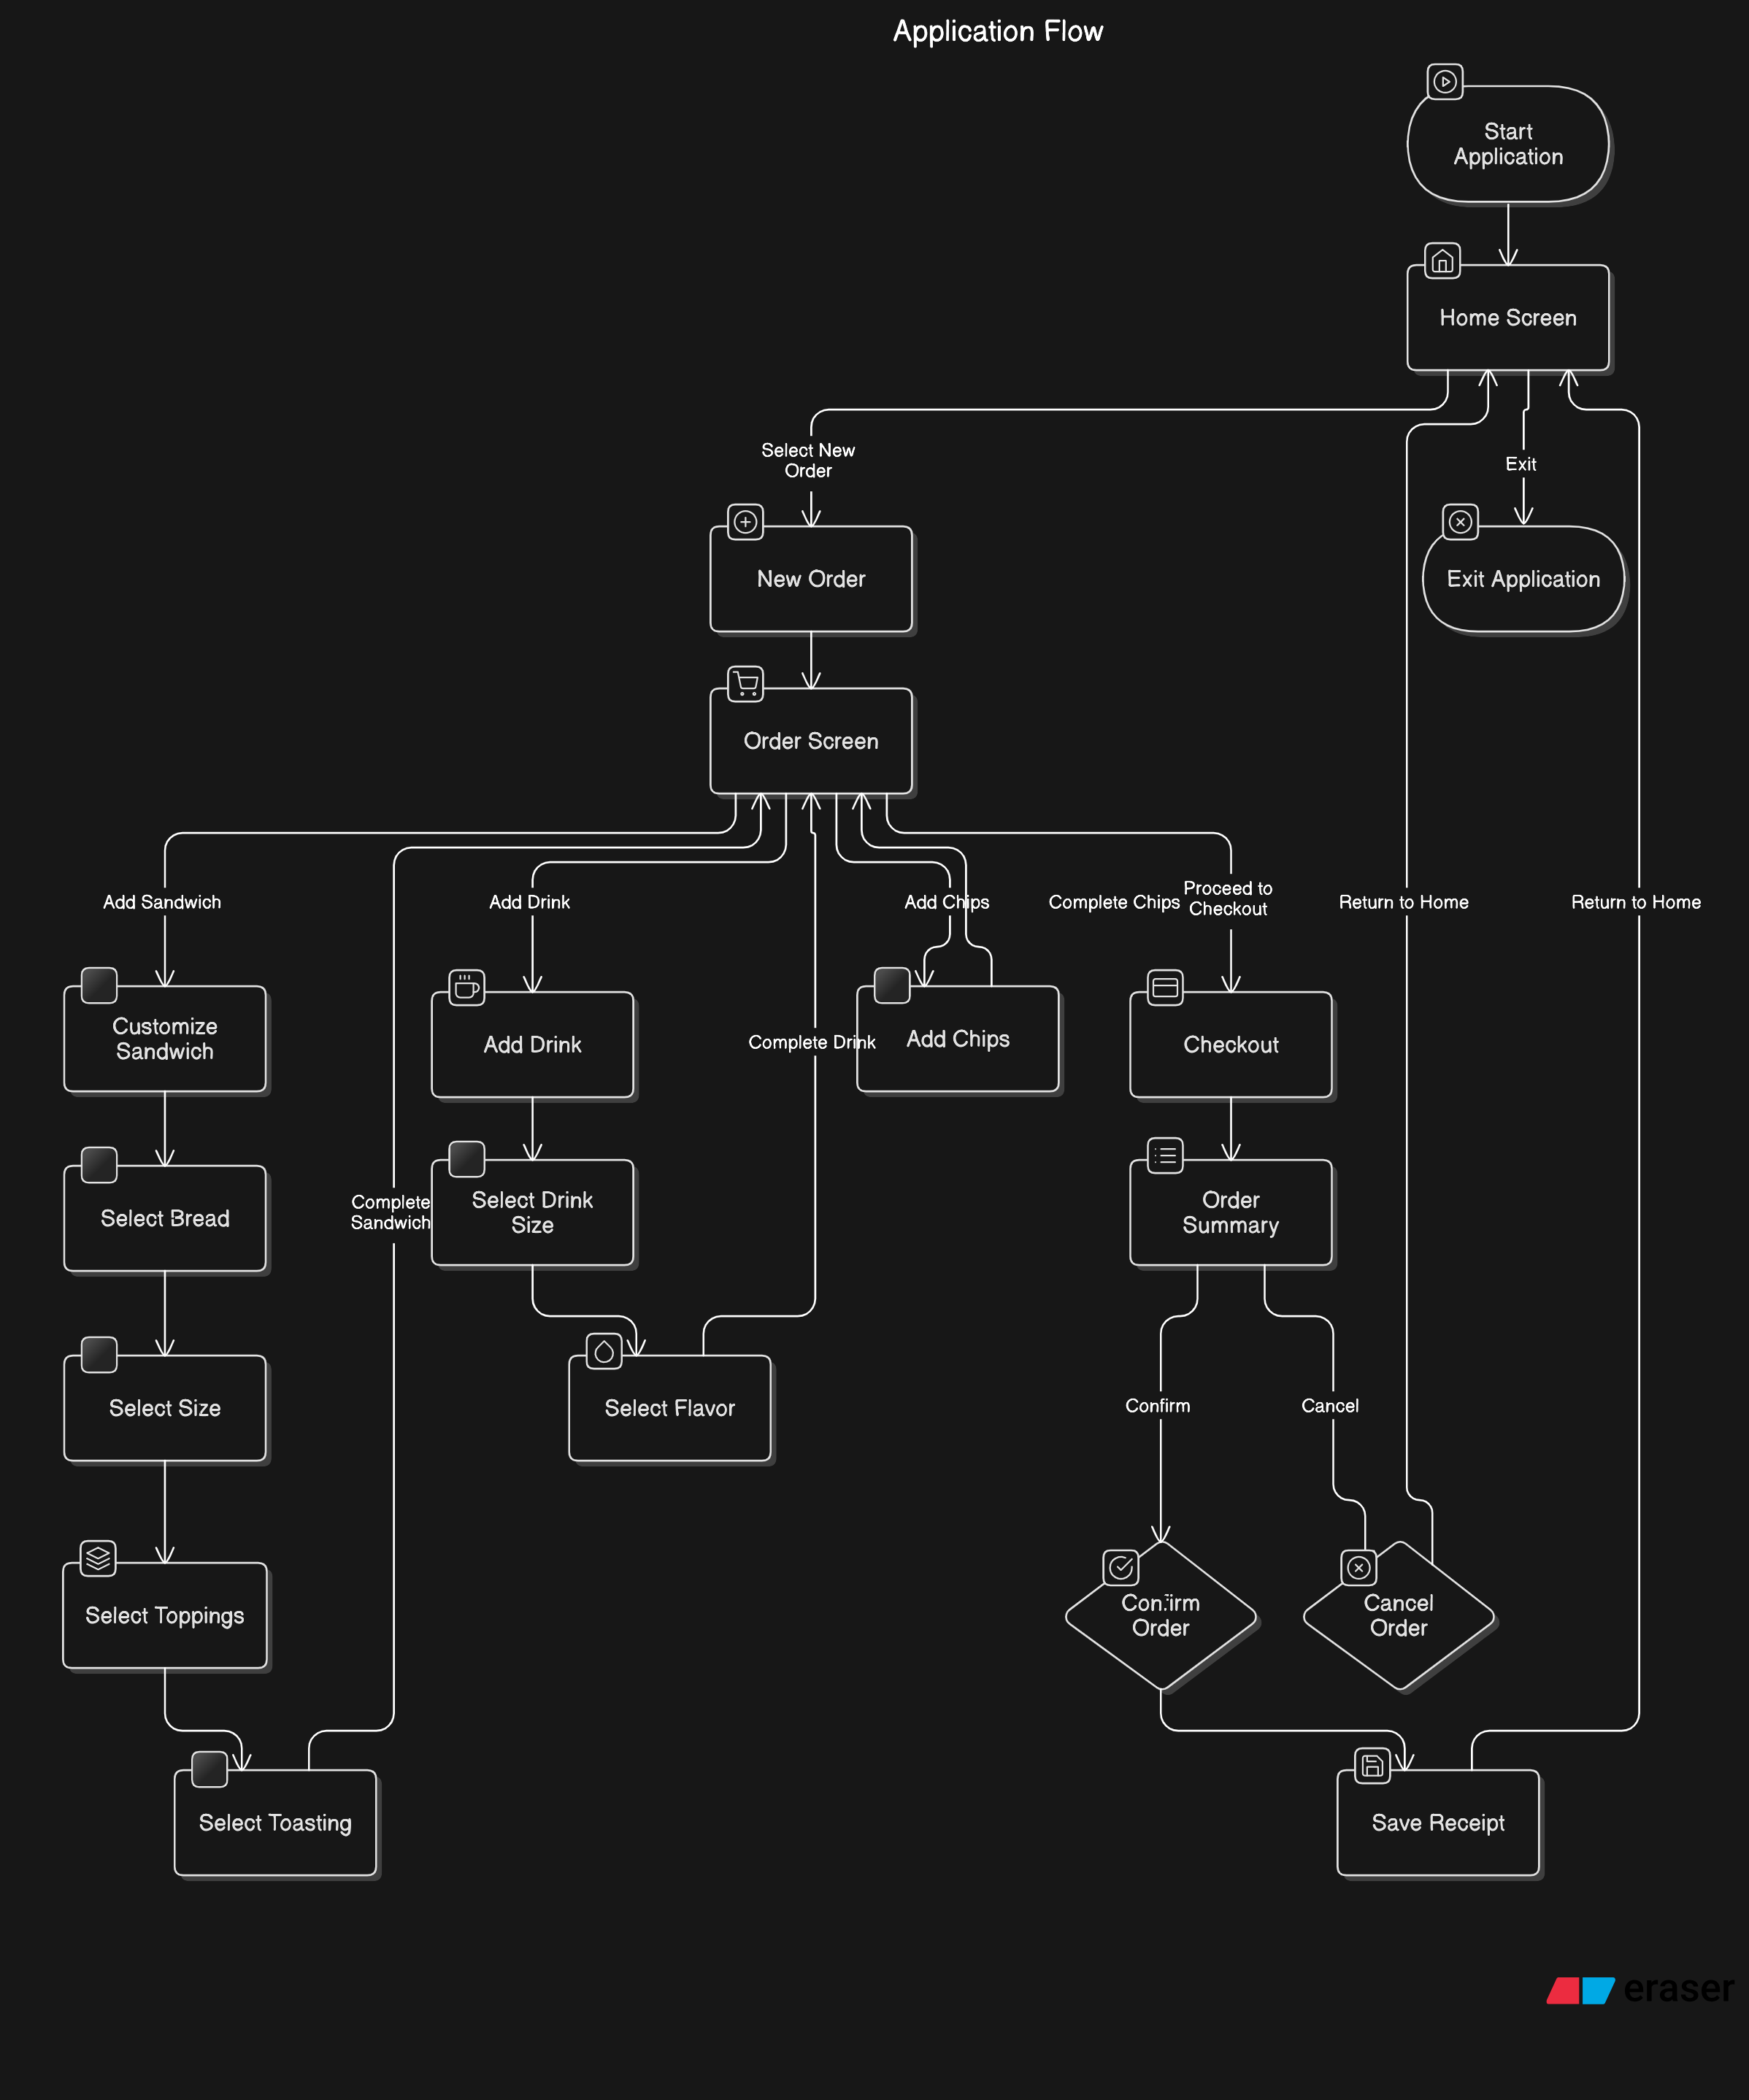 Application Flow
Start
Application
Home Screen
Select New
Order
Exit
New Order
Exit Application
Order Screen
Add Sandwich
Add Drink
Add Chips
Complete Chips
Proceed to
Checkout
Return to Home
Return to Home
Customize
Sandwich
Add Drink
Complete Drink
Add Chips
Checkout
Select Bread
Complete
Sandwich
Select Drink
Size
Order
Summary
Select Size
Select Flavor
Confirm
Cancel
Select Toppings
Confirm
Order
Cancel
Order
Select Toasting
Save Receipt
eraser